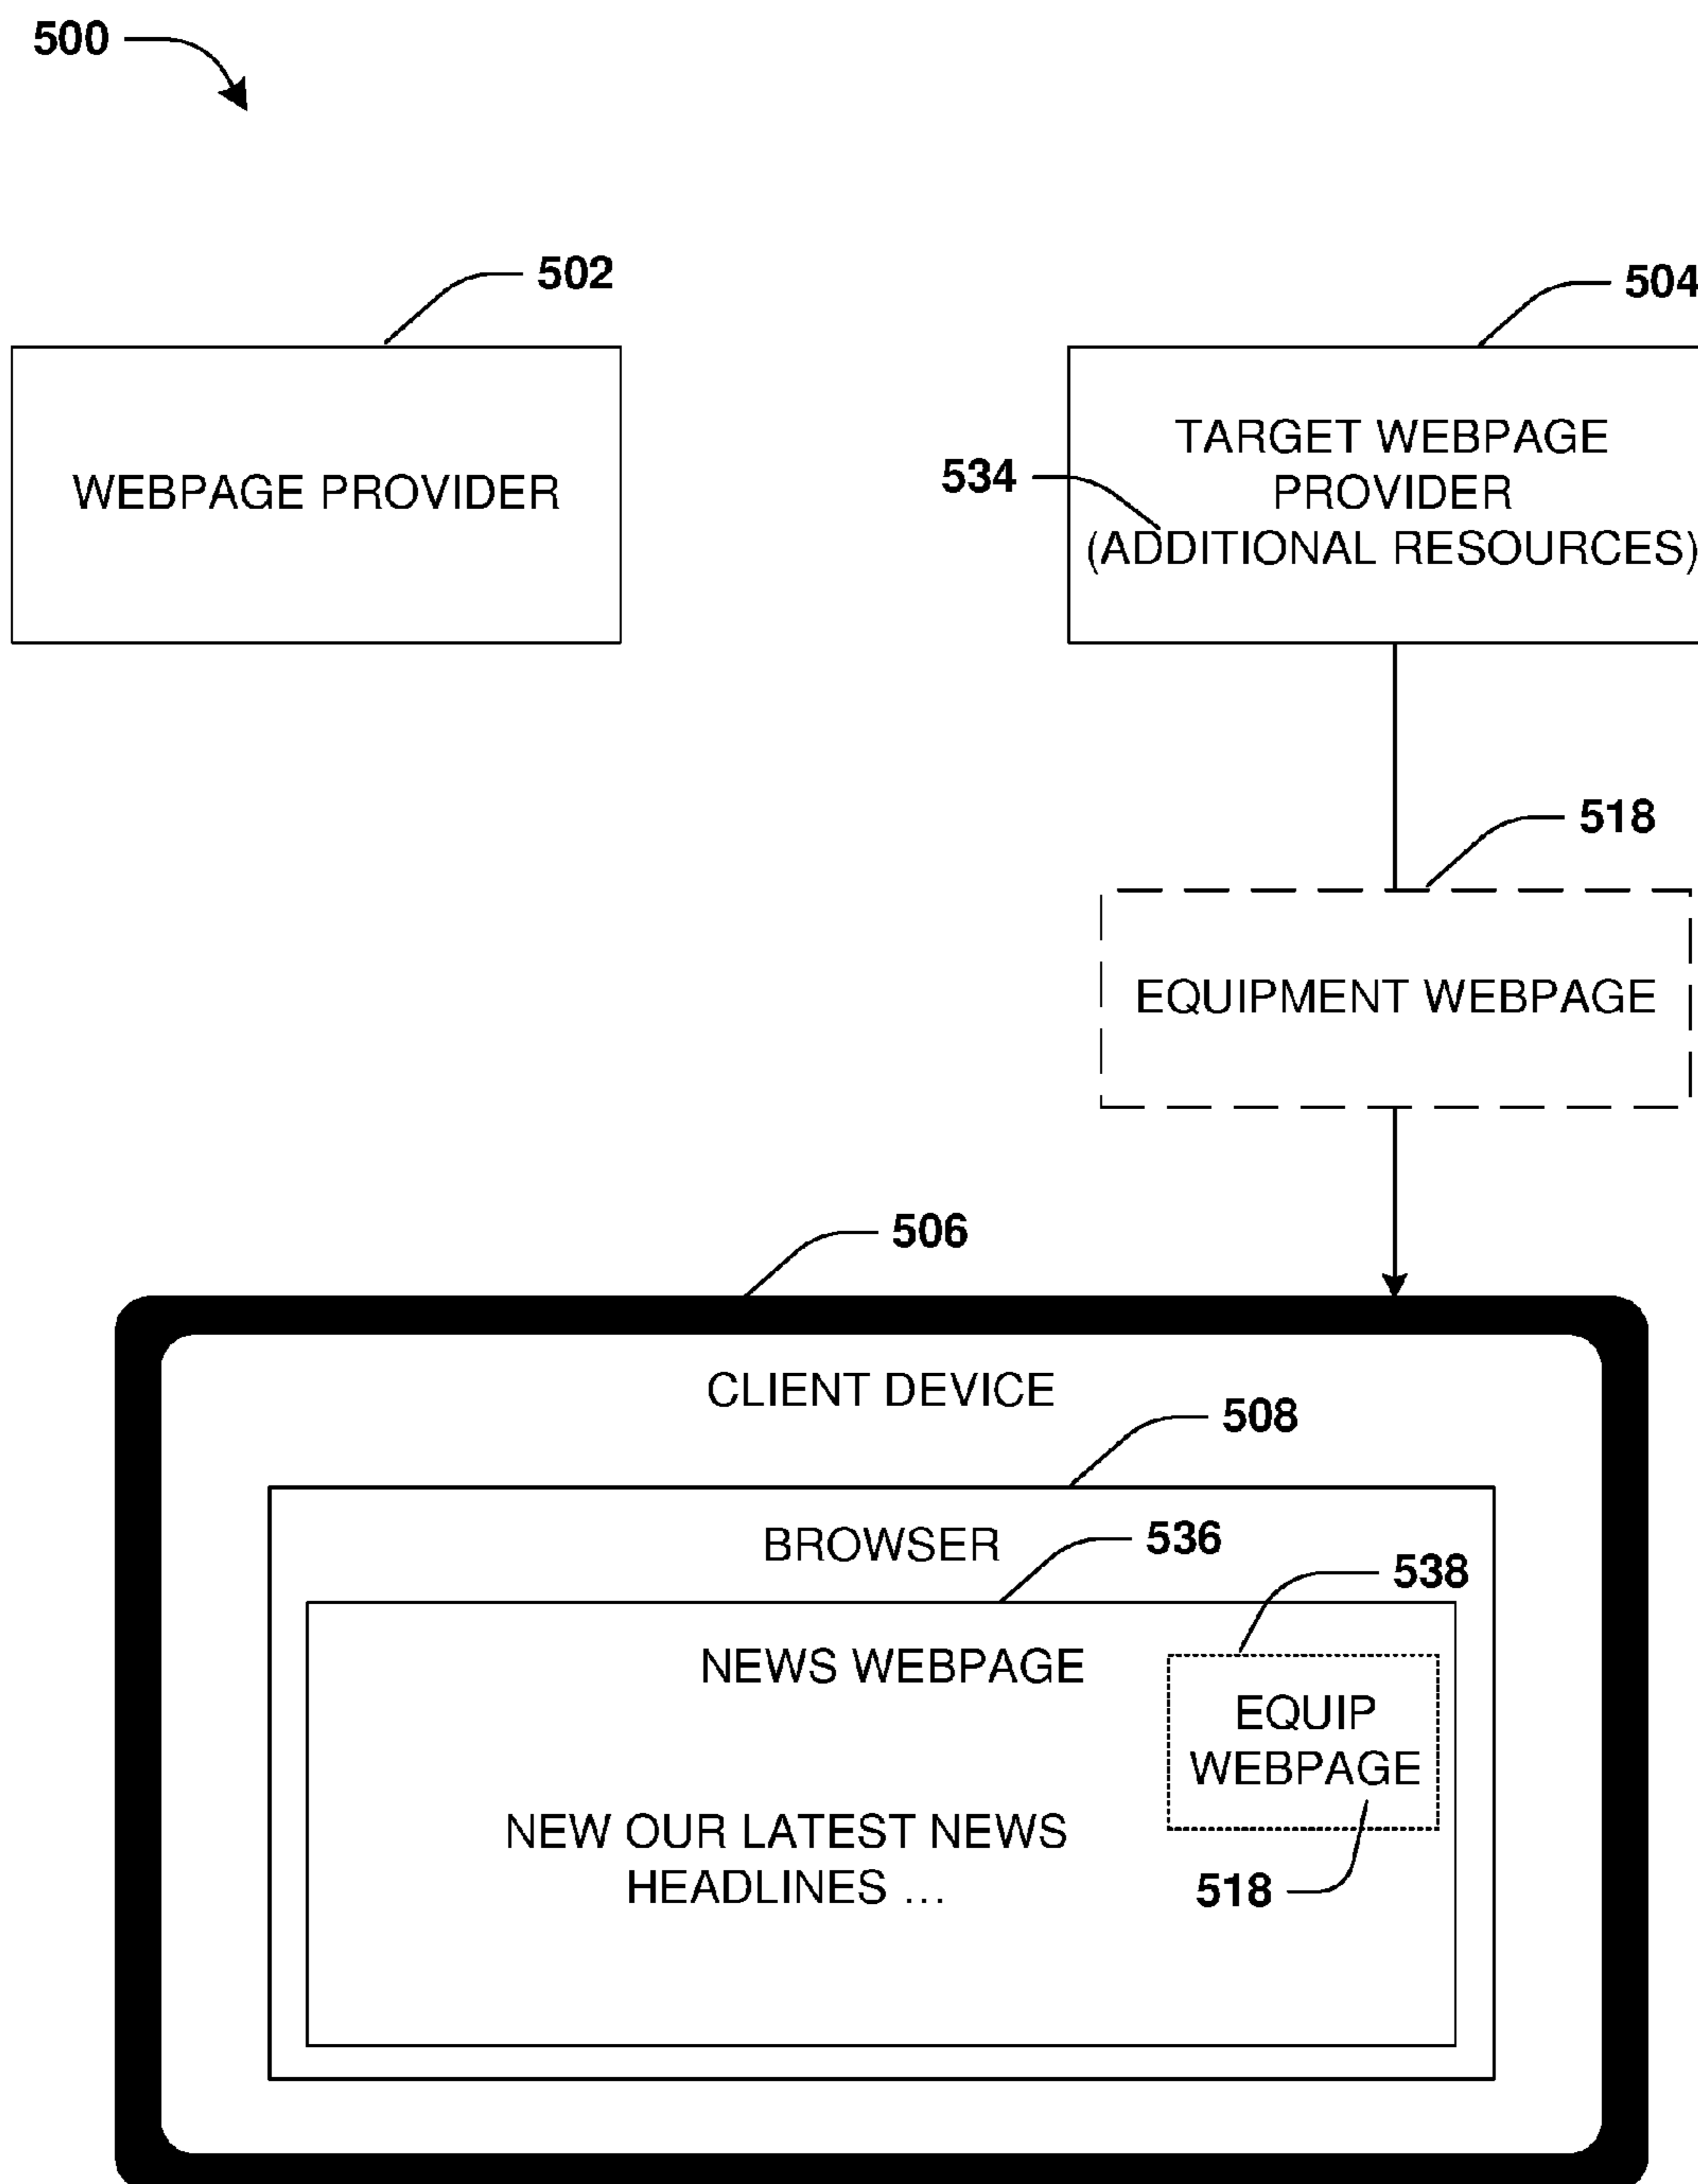 500
502
504
WEBPAGE PROVIDER
534
TARGET WEBPAGE
PROVIDER
(ADDITIONAL RESOURCES)
518
EQUIPMENT WEBPAGE
506
CLIENT DEVICE
508
BROWSER
536
538
NEWS WEBPAGE
EQUIP
WEBPAGE
NEW OUR LATEST NEWS
HEADLINES ...
518